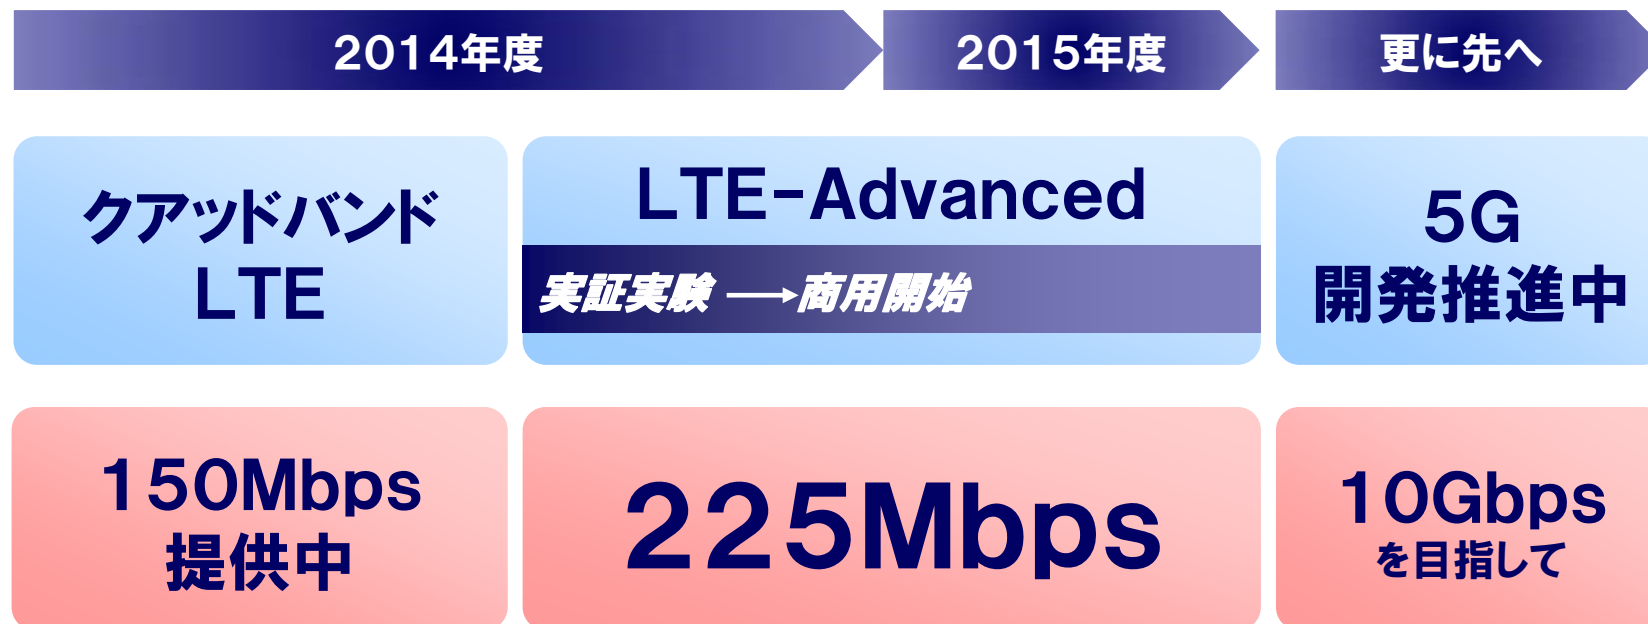 2014年度
2015年度
更に先へ
クアッドバンド
LTE
LTE-Advanced
実証実験 → 商用開始
5G
開発推進中
150Mbps
提供中
225Mbps
10Gbps
を目指して